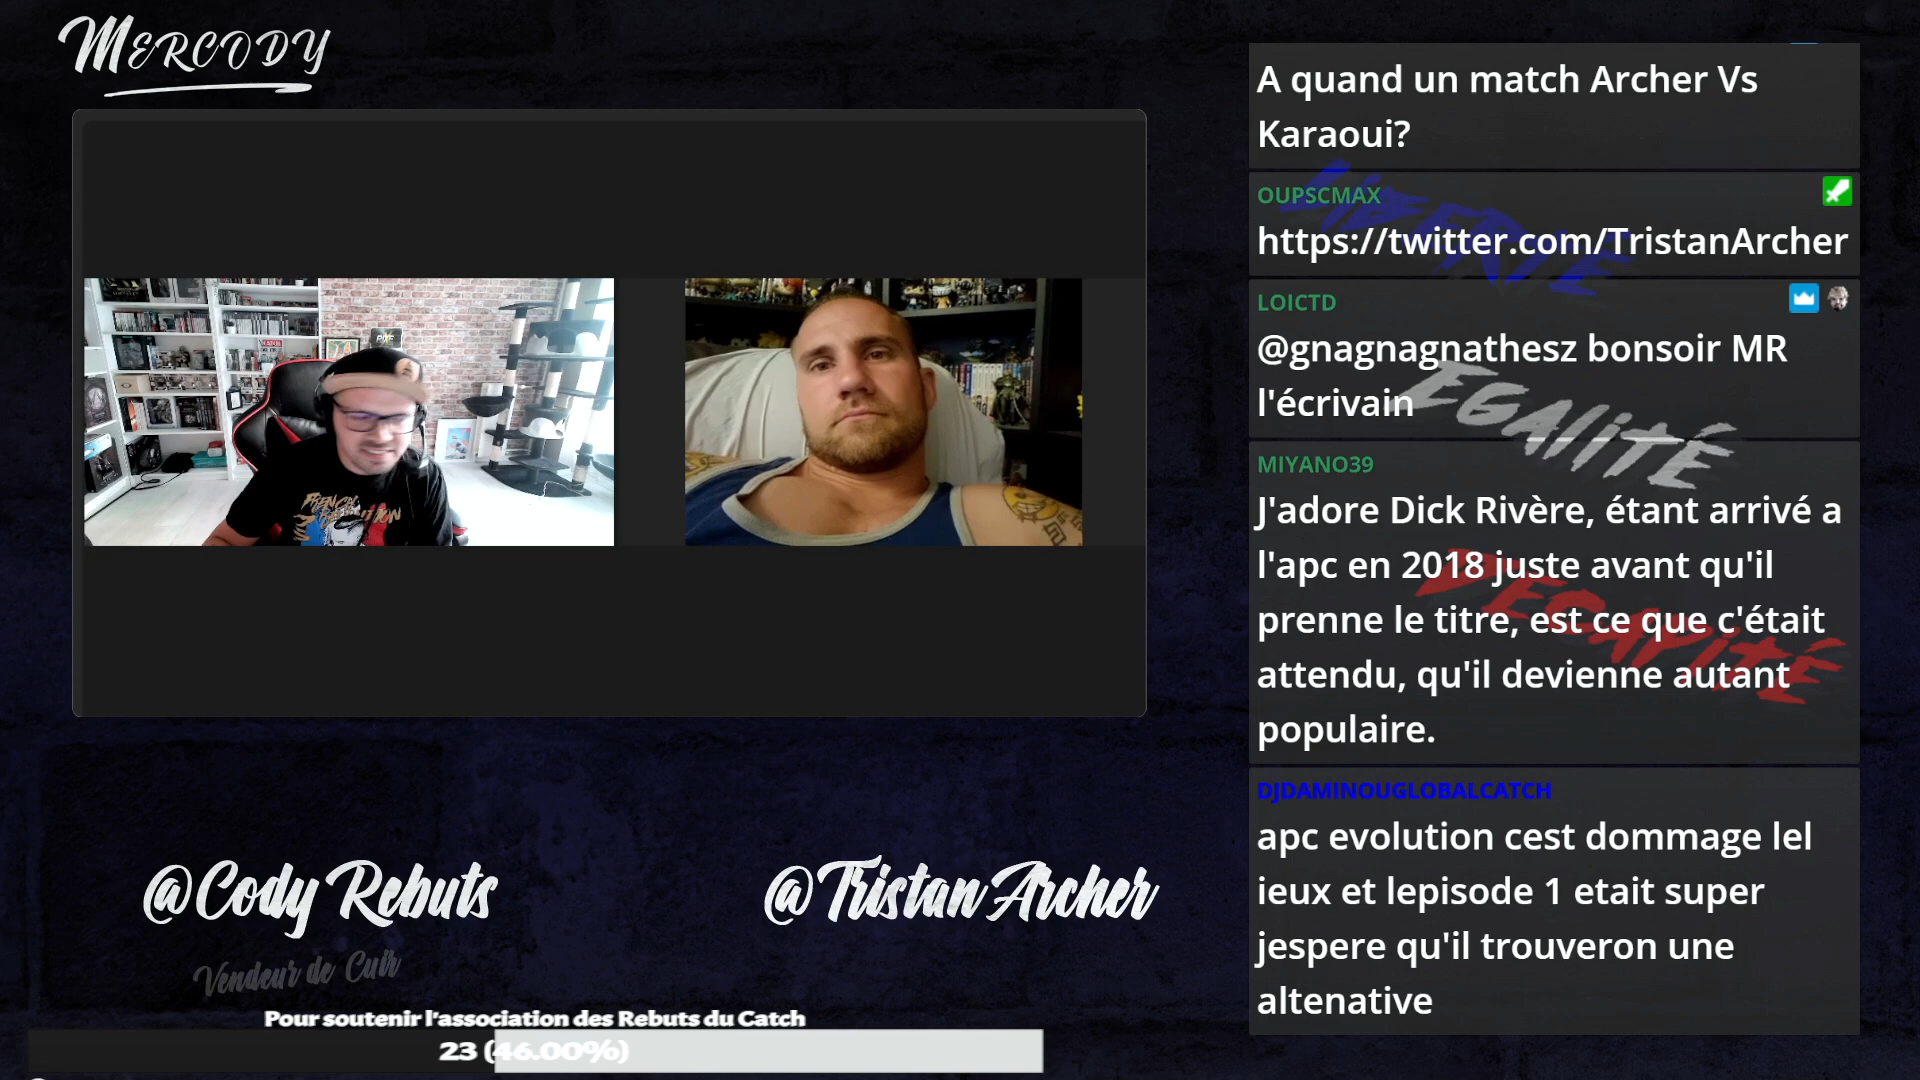 MERCODY
FRENCH
@Cody Rebuts
@Tristan Archer
Vendeur de Cuir
Pour soutenir l'association des Rebuts du Catch
23 (46.00%)
A quand un match Archer Vs
Karaoui?
OUPSCMAX
https://twitter.com/TristanArcher
LIBERTÉ
LOICTD
@gnagnagnathesz bonsoir MR
l'écrivain
EGALITÉ
MIYANO39
J'adore Dick Rivère, étant arrivé a
l'apc en 2018 juste avant qu'il
prenne le titre, est ce que c'était
attendu, qu'il devienne autant
populaire.
DECAPITÉ
DJDAMINOUGLOBALCATCH
apc evolution cest dommage lel
ieux et lepisode 1 etait super
jespere qu'il trouveron une
altenative